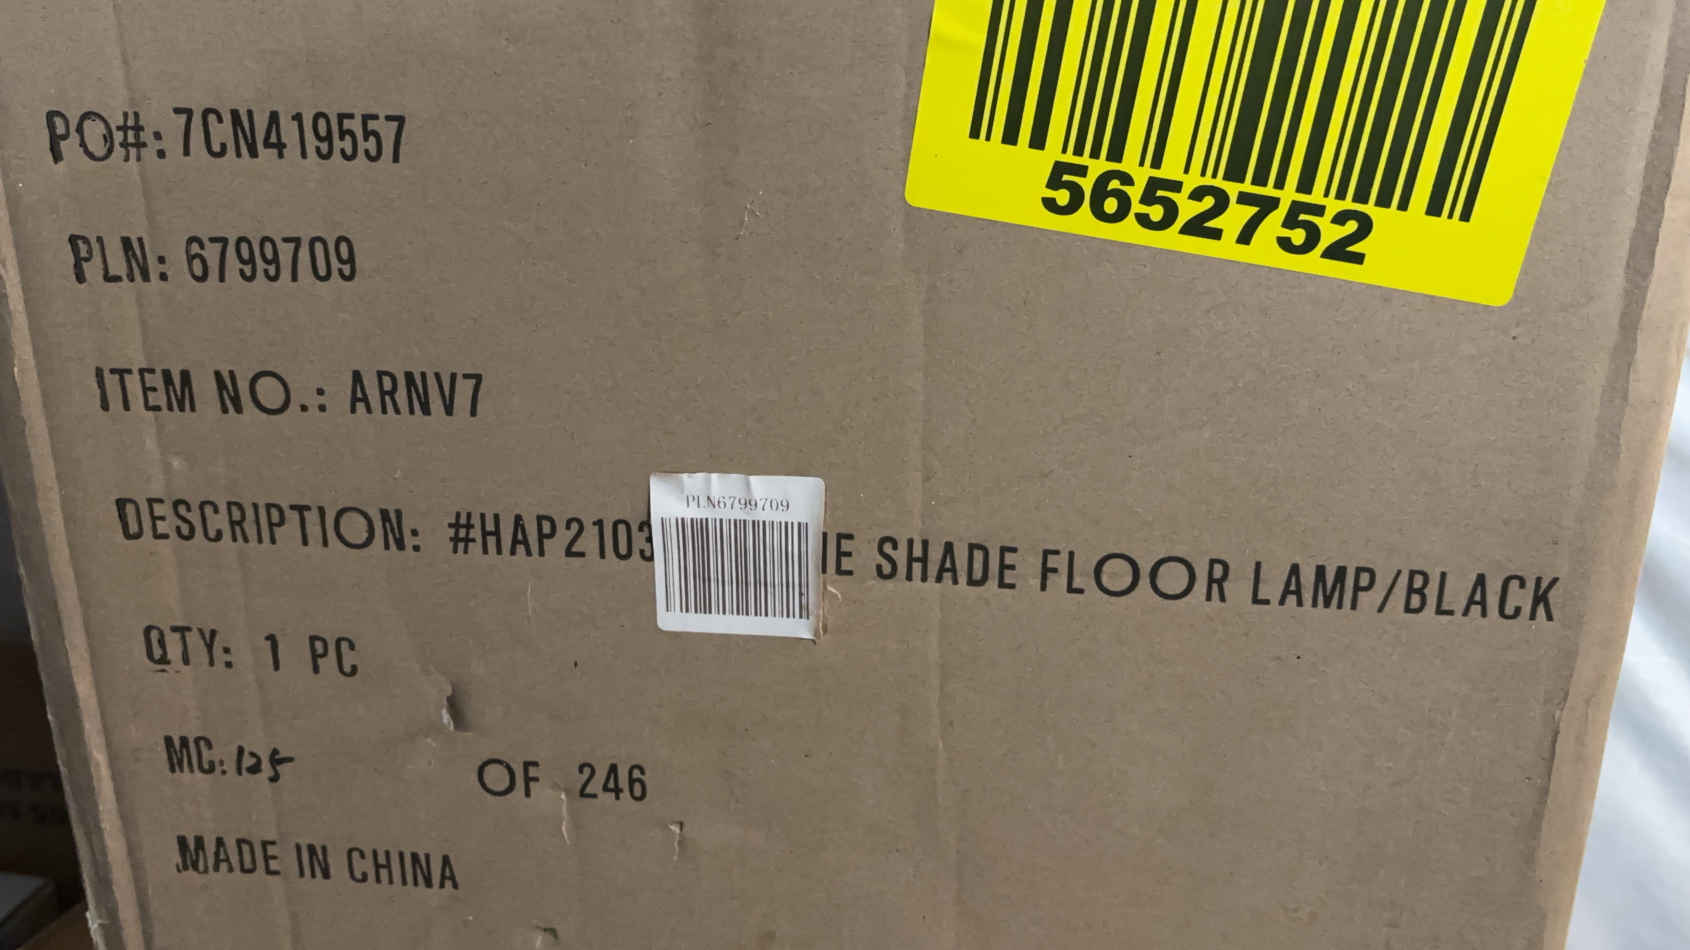 5652752
PO#: 7CN419557
PLN: 6799709
ITEM NO.: ARNV7
PLN6799709
DESCRIPTION: #HAP2103 SHADE FLOOR LAMP/BLACK
QTY: 1 PC
MC: 125 OF 246
MADE IN CHINA